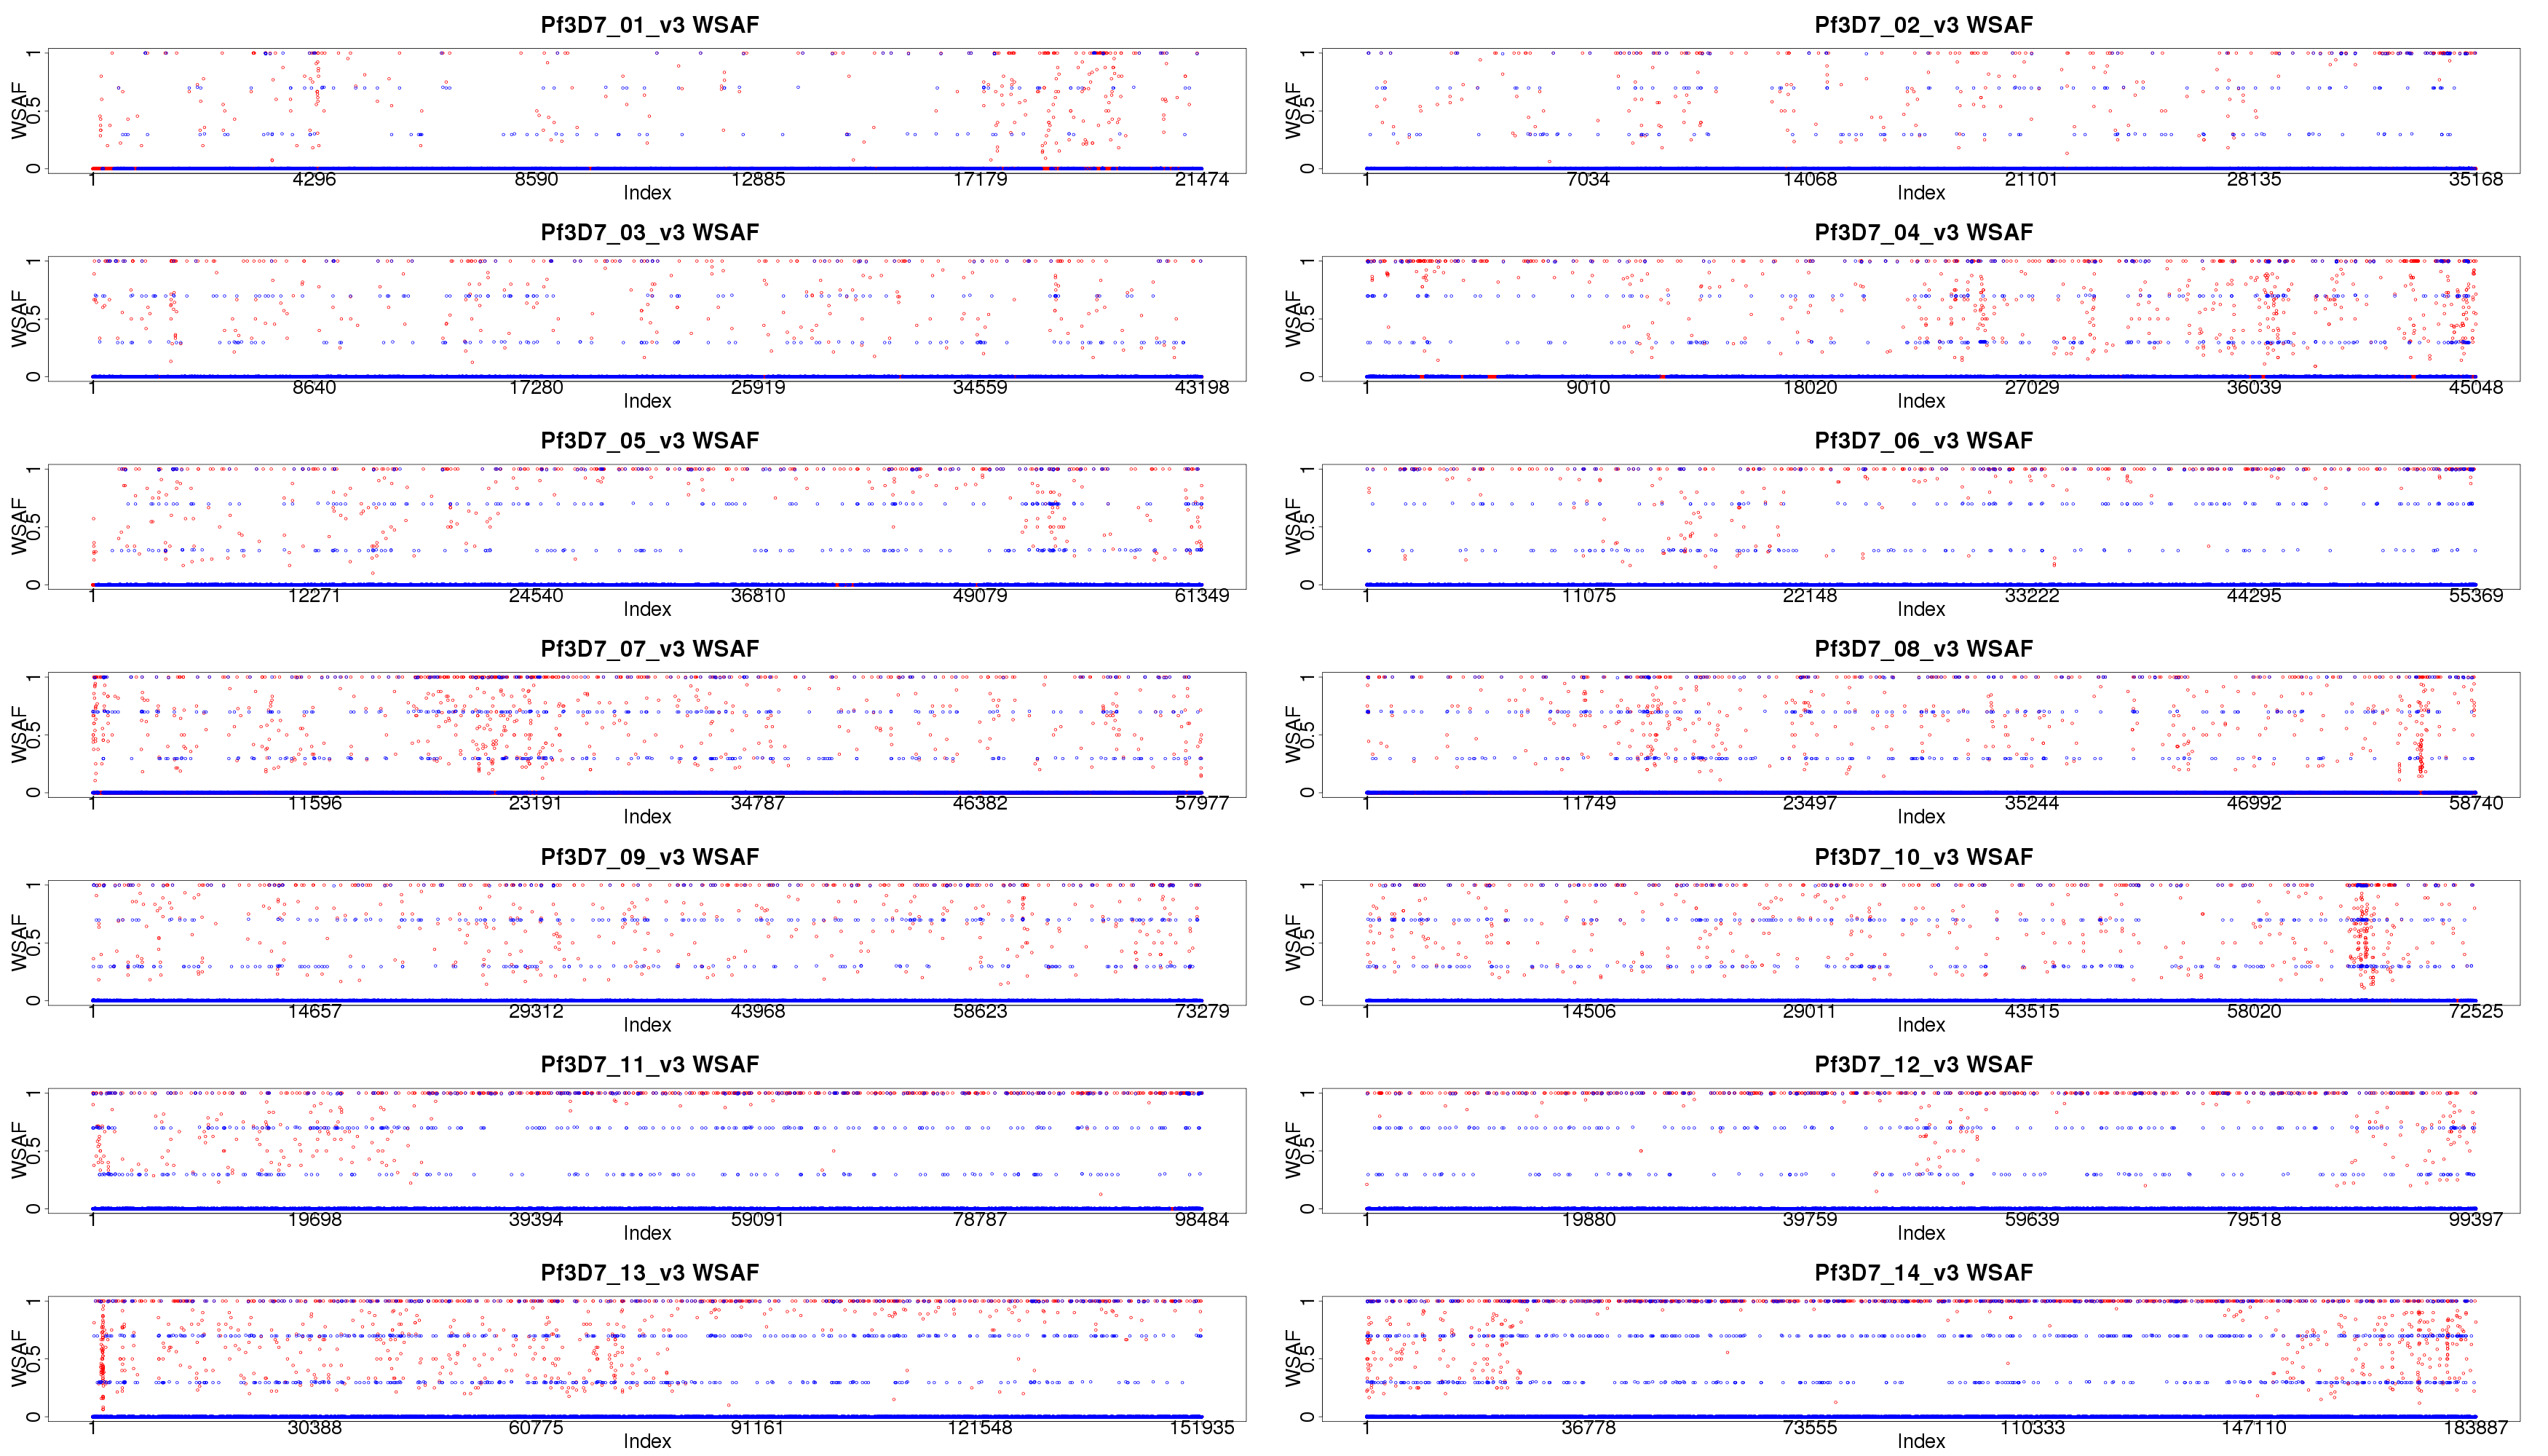 Pf3D7_01_v3 WSAF
WSAF
0 0.5 1
1 4296 8590 12885 17179 21474
Index
Pf3D7_02_v3 WSAF
WSAF
0 0.5 1
1 7034 14068 21101 28135 35168
Index
Pf3D7_03_v3 WSAF
WSAF
0 0.5 1
1 8640 17280 25919 34559 43198
Index
Pf3D7_04_v3 WSAF
WSAF
0 0.5 1
1 9010 18020 27029 36039 45048
Index
Pf3D7_05_v3 WSAF
WSAF
0 0.5 1
1 12271 24540 36810 49079 61349
Index
Pf3D7_06_v3 WSAF
WSAF
0 0.5 1
1 11075 22148 33222 44295 55369
Index
Pf3D7_07_v3 WSAF
WSAF
0 0.5 1
1 11596 23191 34787 46382 57977
Index
Pf3D7_08_v3 WSAF
WSAF
0 0.5 1
1 11749 23497 35244 46992 58740
Index
Pf3D7_09_v3 WSAF
WSAF
0 0.5 1
1 14657 29312 43968 58623 73279
Index
Pf3D7_10_v3 WSAF
WSAF
0 0.5 1
1 14506 29011 43515 58020 72525
Index
Pf3D7_11_v3 WSAF
WSAF
0 0.5 1
1 19698 39394 59091 78787 98484
Index
Pf3D7_12_v3 WSAF
WSAF
0 0.5 1
1 19880 39759 59639 79518 99397
Index
Pf3D7_13_v3 WSAF
WSAF
0 0.5 1
1 30388 60775 91161 121548 151935
Index
Pf3D7_14_v3 WSAF
WSAF
0 0.5 1
1 36778 73555 110333 147110 183887
Index